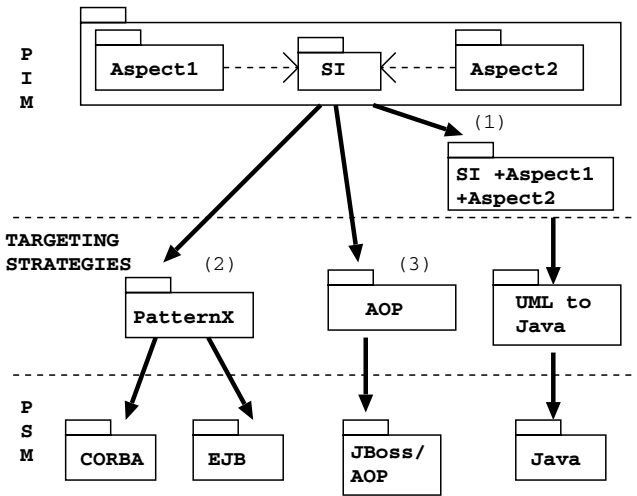 P
I
M
Aspect1
SI
Aspect2
(1)
SI +Aspect1
+Aspect2
TARGETING
STRATEGIES
(2)
(3)
PatternX
AOP
UML to
Java
P
S
M
CORBA
EJB
JBoss/
AOP
Java